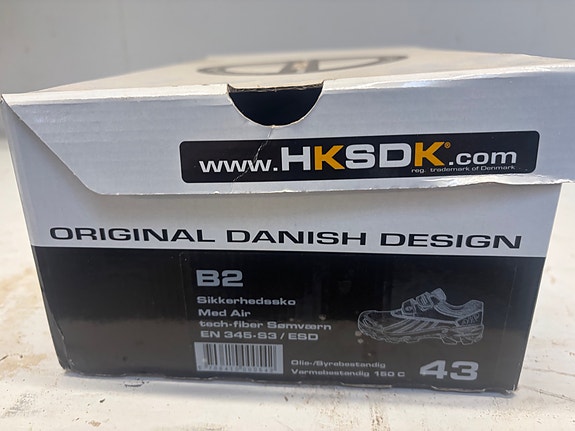 www.HKSDK®.com
reg. trademark of Denmark
ORIGINAL DANISH DESIGN
B2
Sikkerhedssko
Med Air
tech-fiber Sømværn
EN 345-S3 / ESD
Olie-/Syrebestandig
Varmebestandig 150 C
43